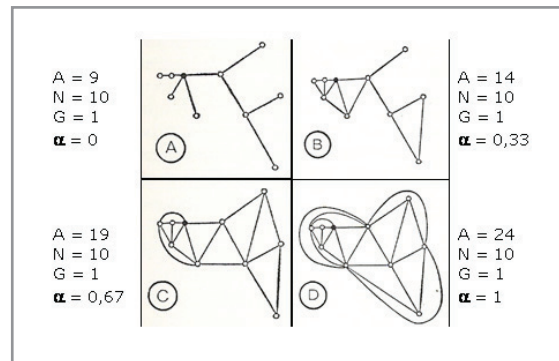 A = 9
N = 10
G = 1
α = 0
A
B
A = 14
N = 10
G = 1
α = 0,33
A = 19
N = 10
G = 1
α = 0,67
C
D
A = 24
N = 10
G = 1
α = 1